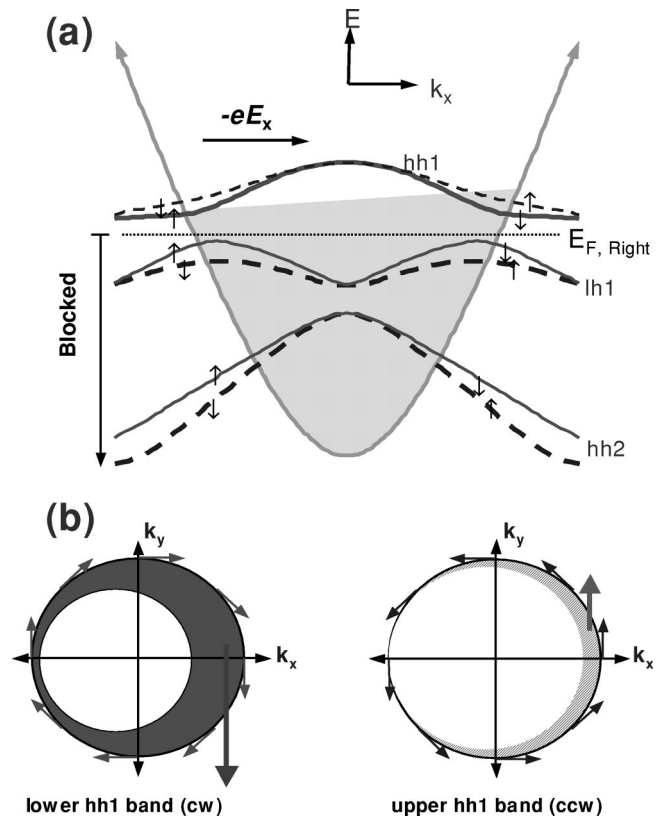 (a)
E
k_x
-eE_x
hh1
↓ ↑
↑
↓
E_F, Right
↑ ↓
↓ ↑
lh1
Blocked
↑
↓
↓ ↑
hh2
(b)
k_y
k_y
k_x
k_x
lower hh1 band (cw)
upper hh1 band (ccw)